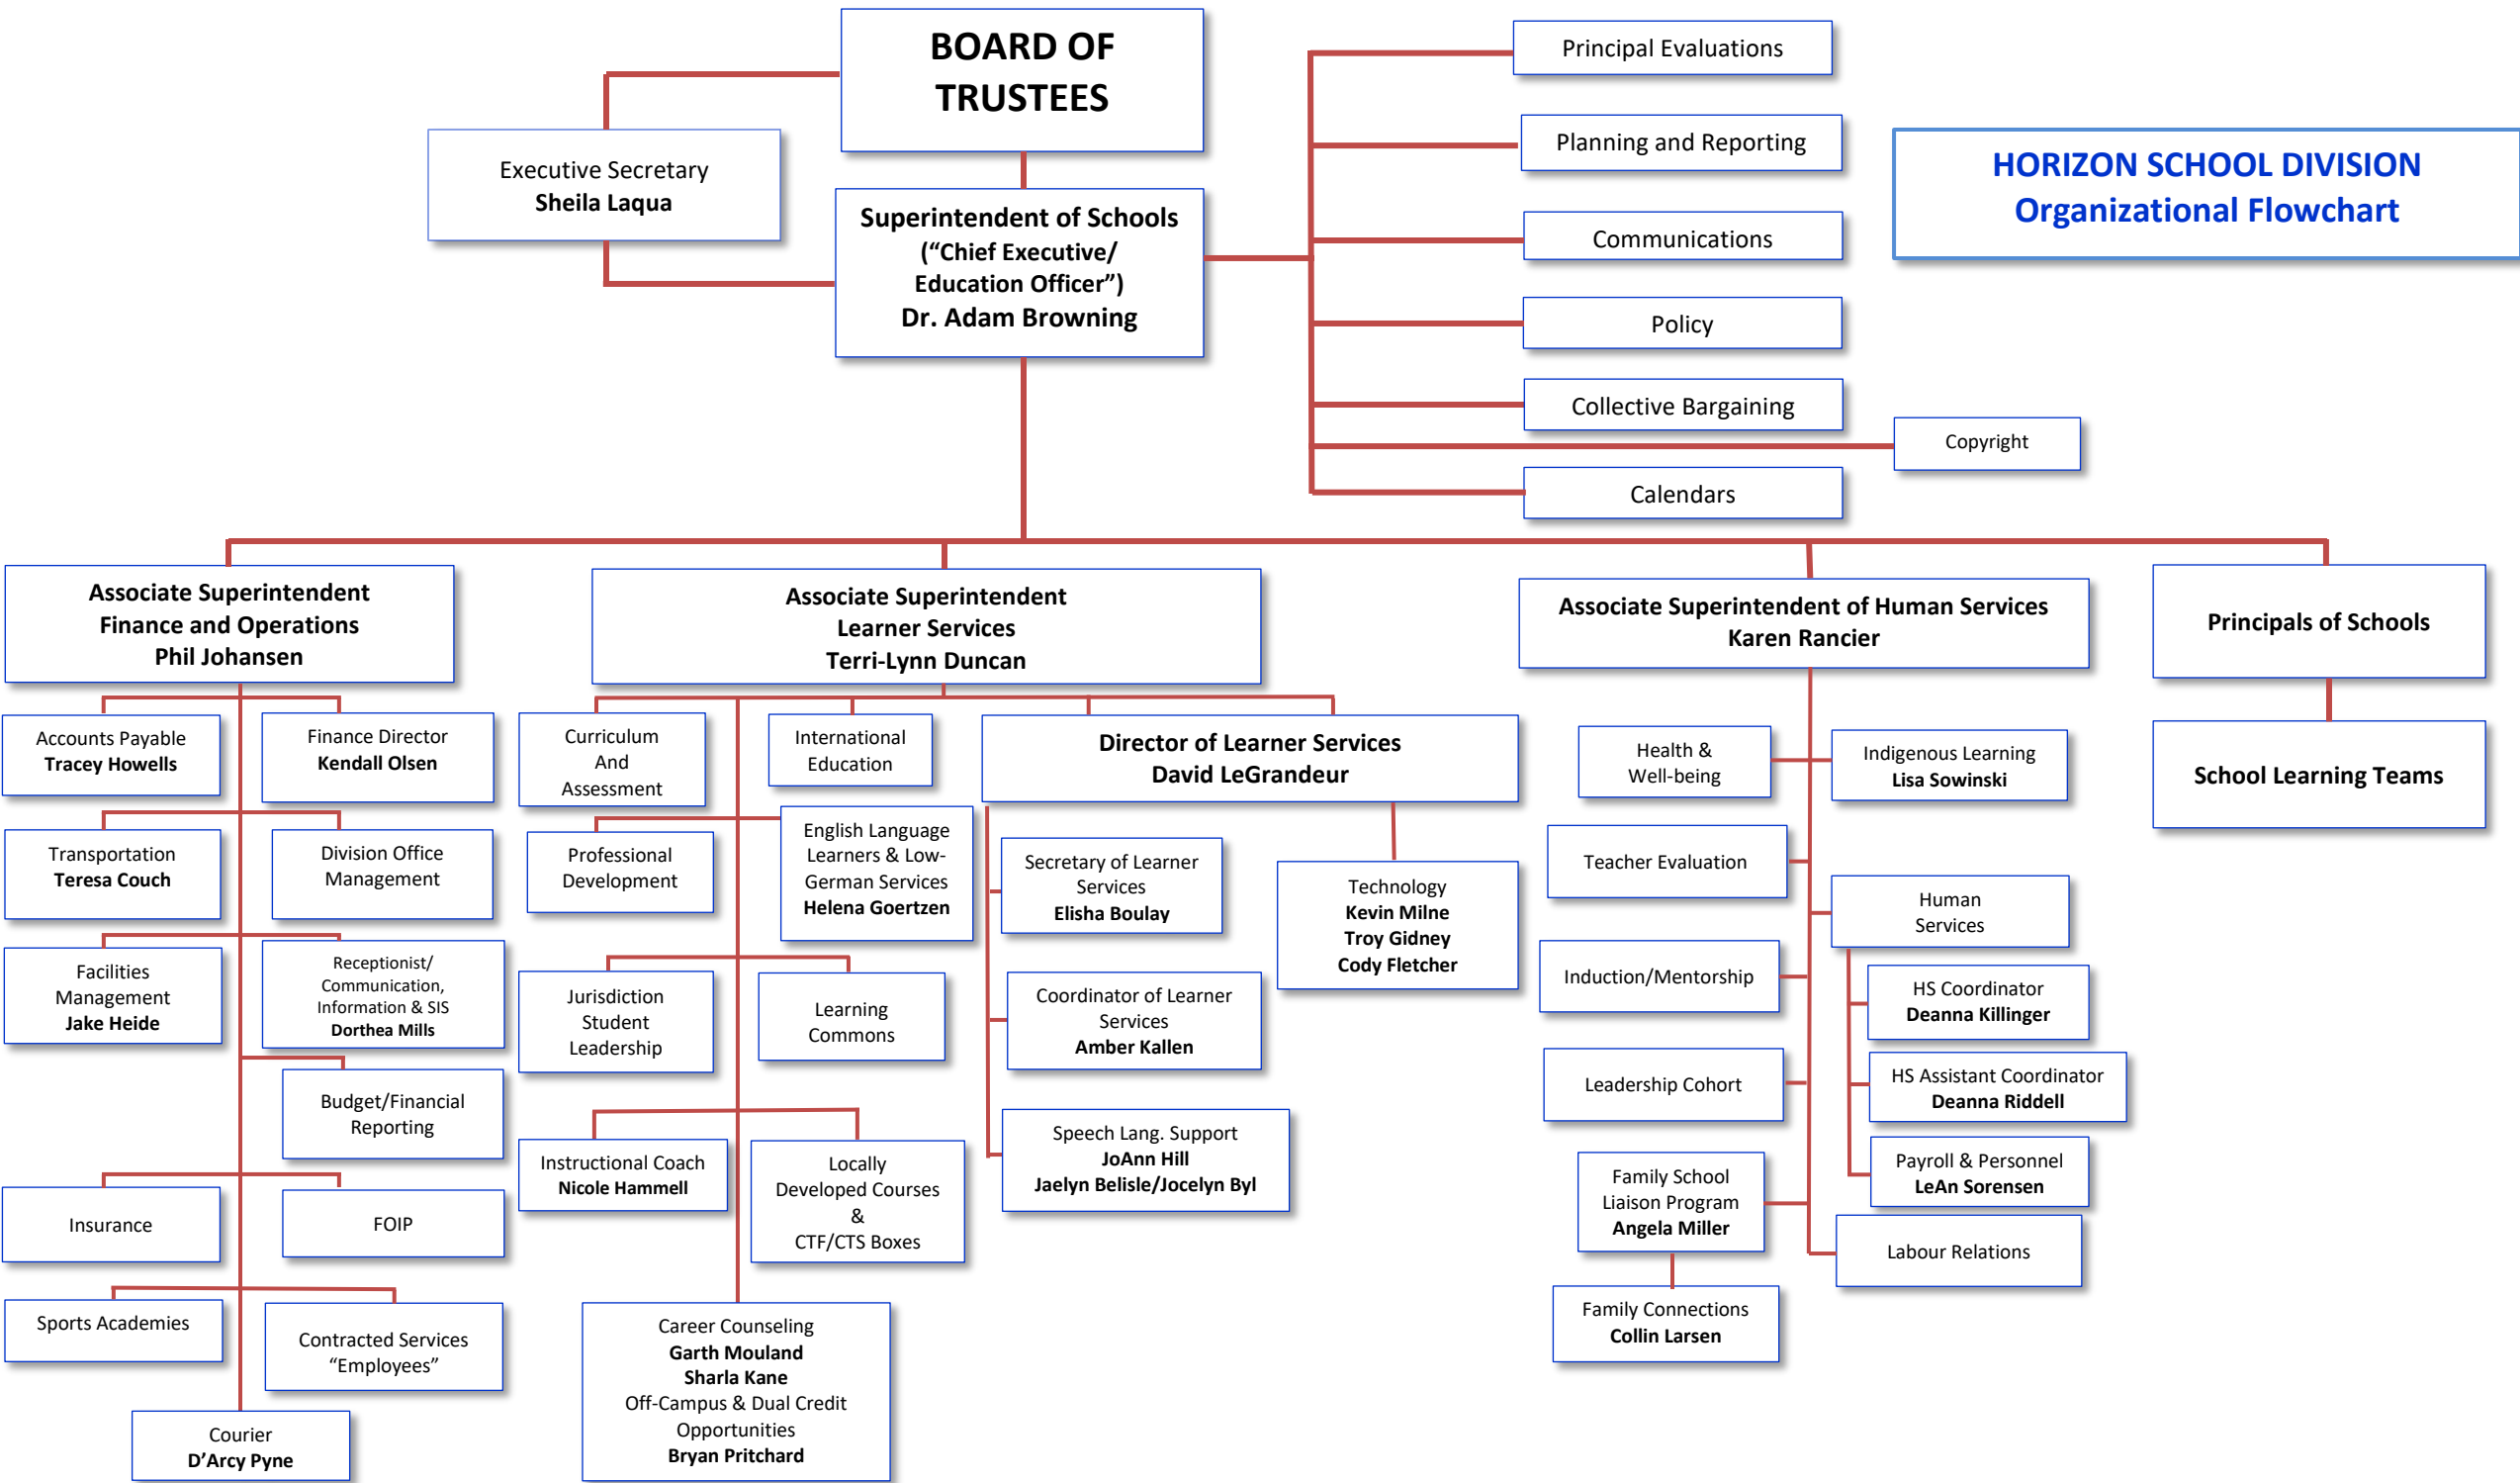 BOARD OF
TRUSTEES
Executive Secretary
Sheila Laqua
Superintendent of Schools
(“Chief Executive/
Education Officer”)
Dr. Adam Browning
Principal Evaluations
Planning and Reporting
Communications
Policy
Collective Bargaining
Copyright
Calendars
HORIZON SCHOOL DIVISION
Organizational Flowchart
Associate Superintendent
Finance and Operations
Phil Johansen
Accounts Payable
Tracey Howells
Finance Director
Kendall Olsen
Transportation
Teresa Couch
Division Office
Management
Facilities
Management
Jake Heide
Receptionist/
Communication,
Information & SIS
Dorthea Mills
Budget/Financial
Reporting
Insurance
FOIP
Sports Academies
Contracted Services
“Employees”
Courier
D’Arcy Pyne
Associate Superintendent
Learner Services
Terri-Lynn Duncan
Curriculum
And
Assessment
International
Education
Professional
Development
English Language
Learners & Low-
German Services
Helena Goertzen
Jurisdiction
Student
Leadership
Learning
Commons
Instructional Coach
Nicole Hammell
Locally
Developed Courses
&
CTF/CTS Boxes
Career Counseling
Garth Mouland
Sharla Kane
Off-Campus & Dual Credit
Opportunities
Bryan Pritchard
Director of Learner Services
David LeGrandeur
Secretary of Learner
Services
Elisha Boulay
Coordinator of Learner
Services
Amber Kallen
Speech Lang. Support
JoAnn Hill
Jaelyn Belisle/Jocelyn Byl
Technology
Kevin Milne
Troy Gidney
Cody Fletcher
Associate Superintendent of Human Services
Karen Rancier
Health &
Well-being
Indigenous Learning
Lisa Sowinski
Teacher Evaluation
Human
Services
Induction/Mentorship
HS Coordinator
Deanna Killinger
Leadership Cohort
HS Assistant Coordinator
Deanna Riddell
Payroll & Personnel
LeAn Sorensen
Family School
Liaison Program
Angela Miller
Labour Relations
Family Connections
Collin Larsen
Principals of Schools
School Learning Teams